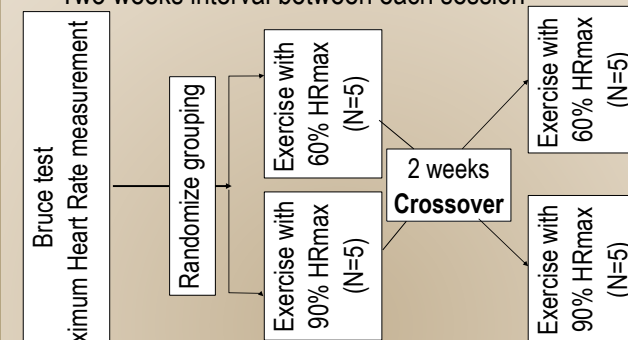 Two weeks interval between each session
Bruce test
ximum Heart Rate measurement
Randomize grouping
Exercise with
60% HRmax
(N=5)
Exercise with
90% HRmax
(N=5)
2 weeks
Crossover
Exercise with
60% HRmax
(N=5)
Exercise with
90% HRmax
(N=5)